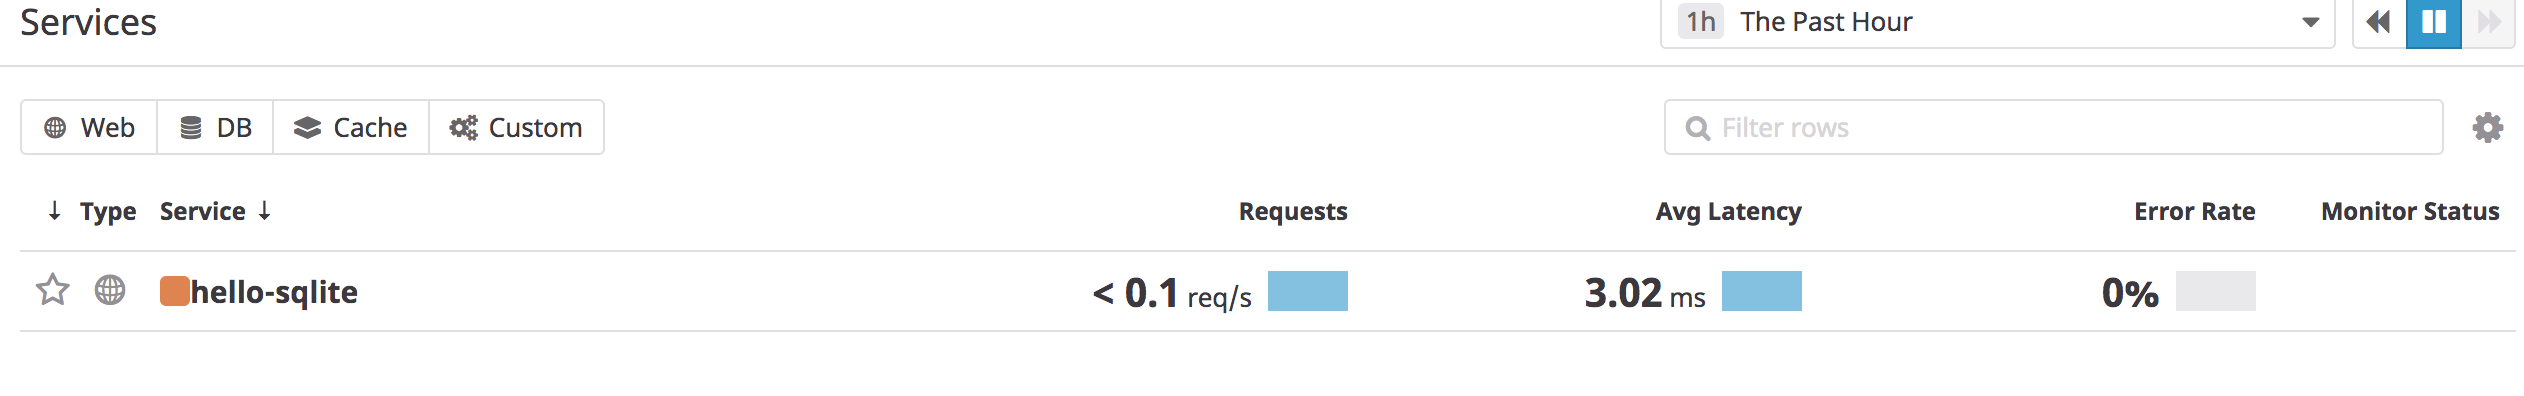 Services
1h The Past Hour
Web DB Cache Custom
Filter rows
↓ Type Service ↓ Requests Avg Latency Error Rate Monitor Status
hello-sqlite < 0.1 req/s 3.02 ms 0%